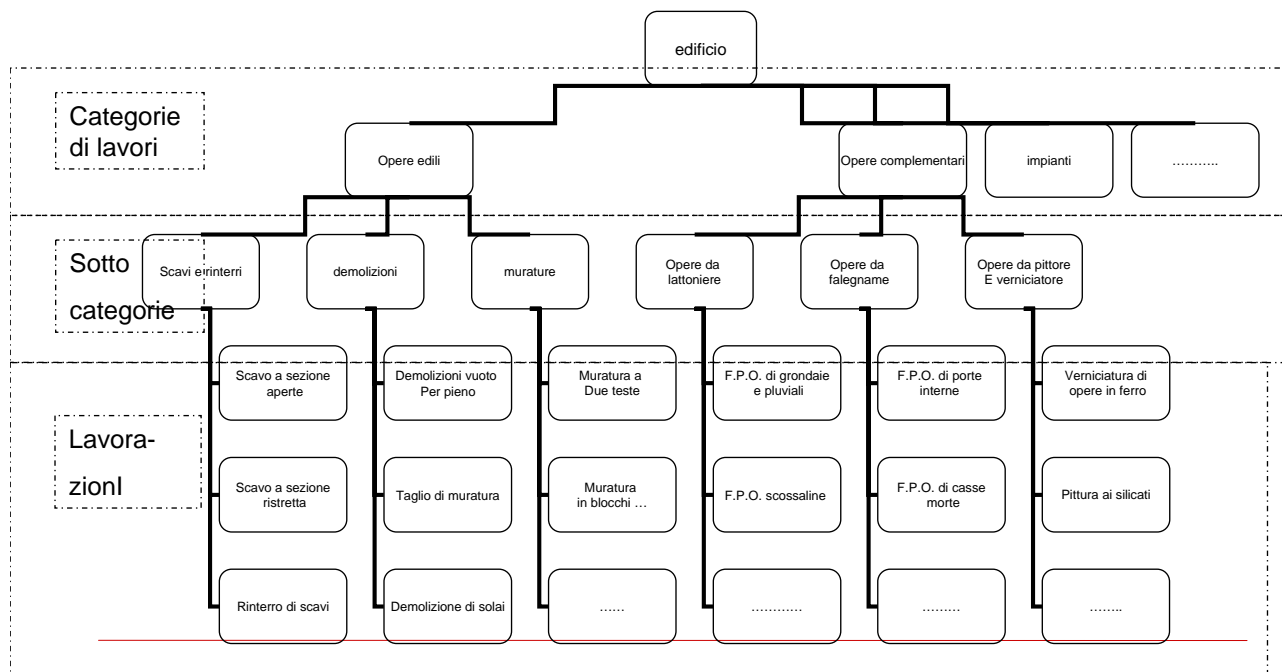 edificio
Categorie
di lavori
Opere edili
Opere complementari
impianti
………..
Sotto
categorie
Scavi e rinterri
demolizioni
murature
Opere da
lattoniere
Opere da
falegname
Opere da pittore
E verniciatore
Lavora-
zionI
Scavo a sezione
aperte
Demolizioni vuoto
Per pieno
Muratura a
Due teste
F.P.O. di grondaie
e pluviali
F.P.O. di porte
interne
Verniciatura di
opere in ferro
Scavo a sezione
ristretta
Taglio di muratura
Muratura
in blocchi …
F.P.O. scossaline
F.P.O. di casse
morte
Pittura ai silicati
Rinterro di scavi
Demolizione di solai
……
…………
………
……..